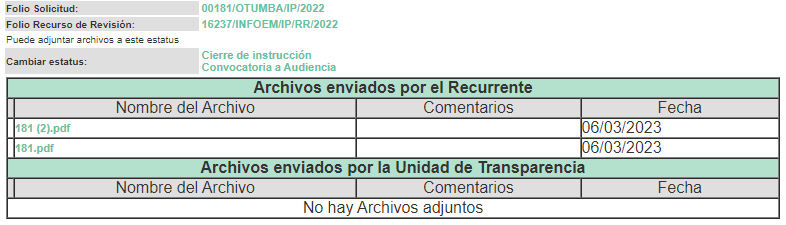 Folio Solicitud: 00181/OTUMBA/IP/2022
Folio Recurso de Revisión: 16237/INFOEM/IP/RR/2022
Puede adjuntar archivos a este estatus
Cambiar estatus: Cierre de instrucción
Convocatoria a Audiencia
Archivos enviados por el Recurrente
Nombre del Archivo Comentarios Fecha
181 (2).pdf 06/03/2023
181.pdf 06/03/2023
Archivos enviados por la Unidad de Transparencia
Nombre del Archivo Comentarios Fecha
No hay Archivos adjuntos